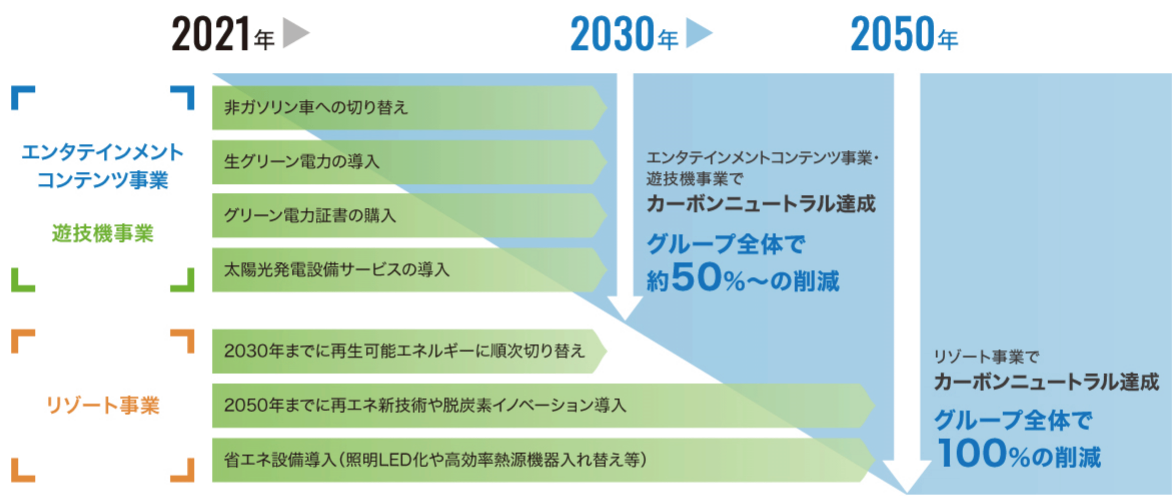 2021年
2030年
2050年
エンタテインメント
コンテンツ事業
遊技機事業
非ガソリン車への切り替え
生グリーン電力の導入
グリーン電力証書の購入
太陽光発電設備サービスの導入
エンタテインメントコンテンツ事業・
遊技機事業で
カーボンニュートラル達成
グループ全体で
約50%〜の削減
リゾート事業
2030年までに再生可能エネルギーに順次切り替え
2050年までに再エネ新技術や脱炭素イノベーション導入
省エネ設備導入(照明LED化や高効率熱源機器入れ替え等)
リゾート事業で
カーボンニュートラル達成
グループ全体で
100%の削減